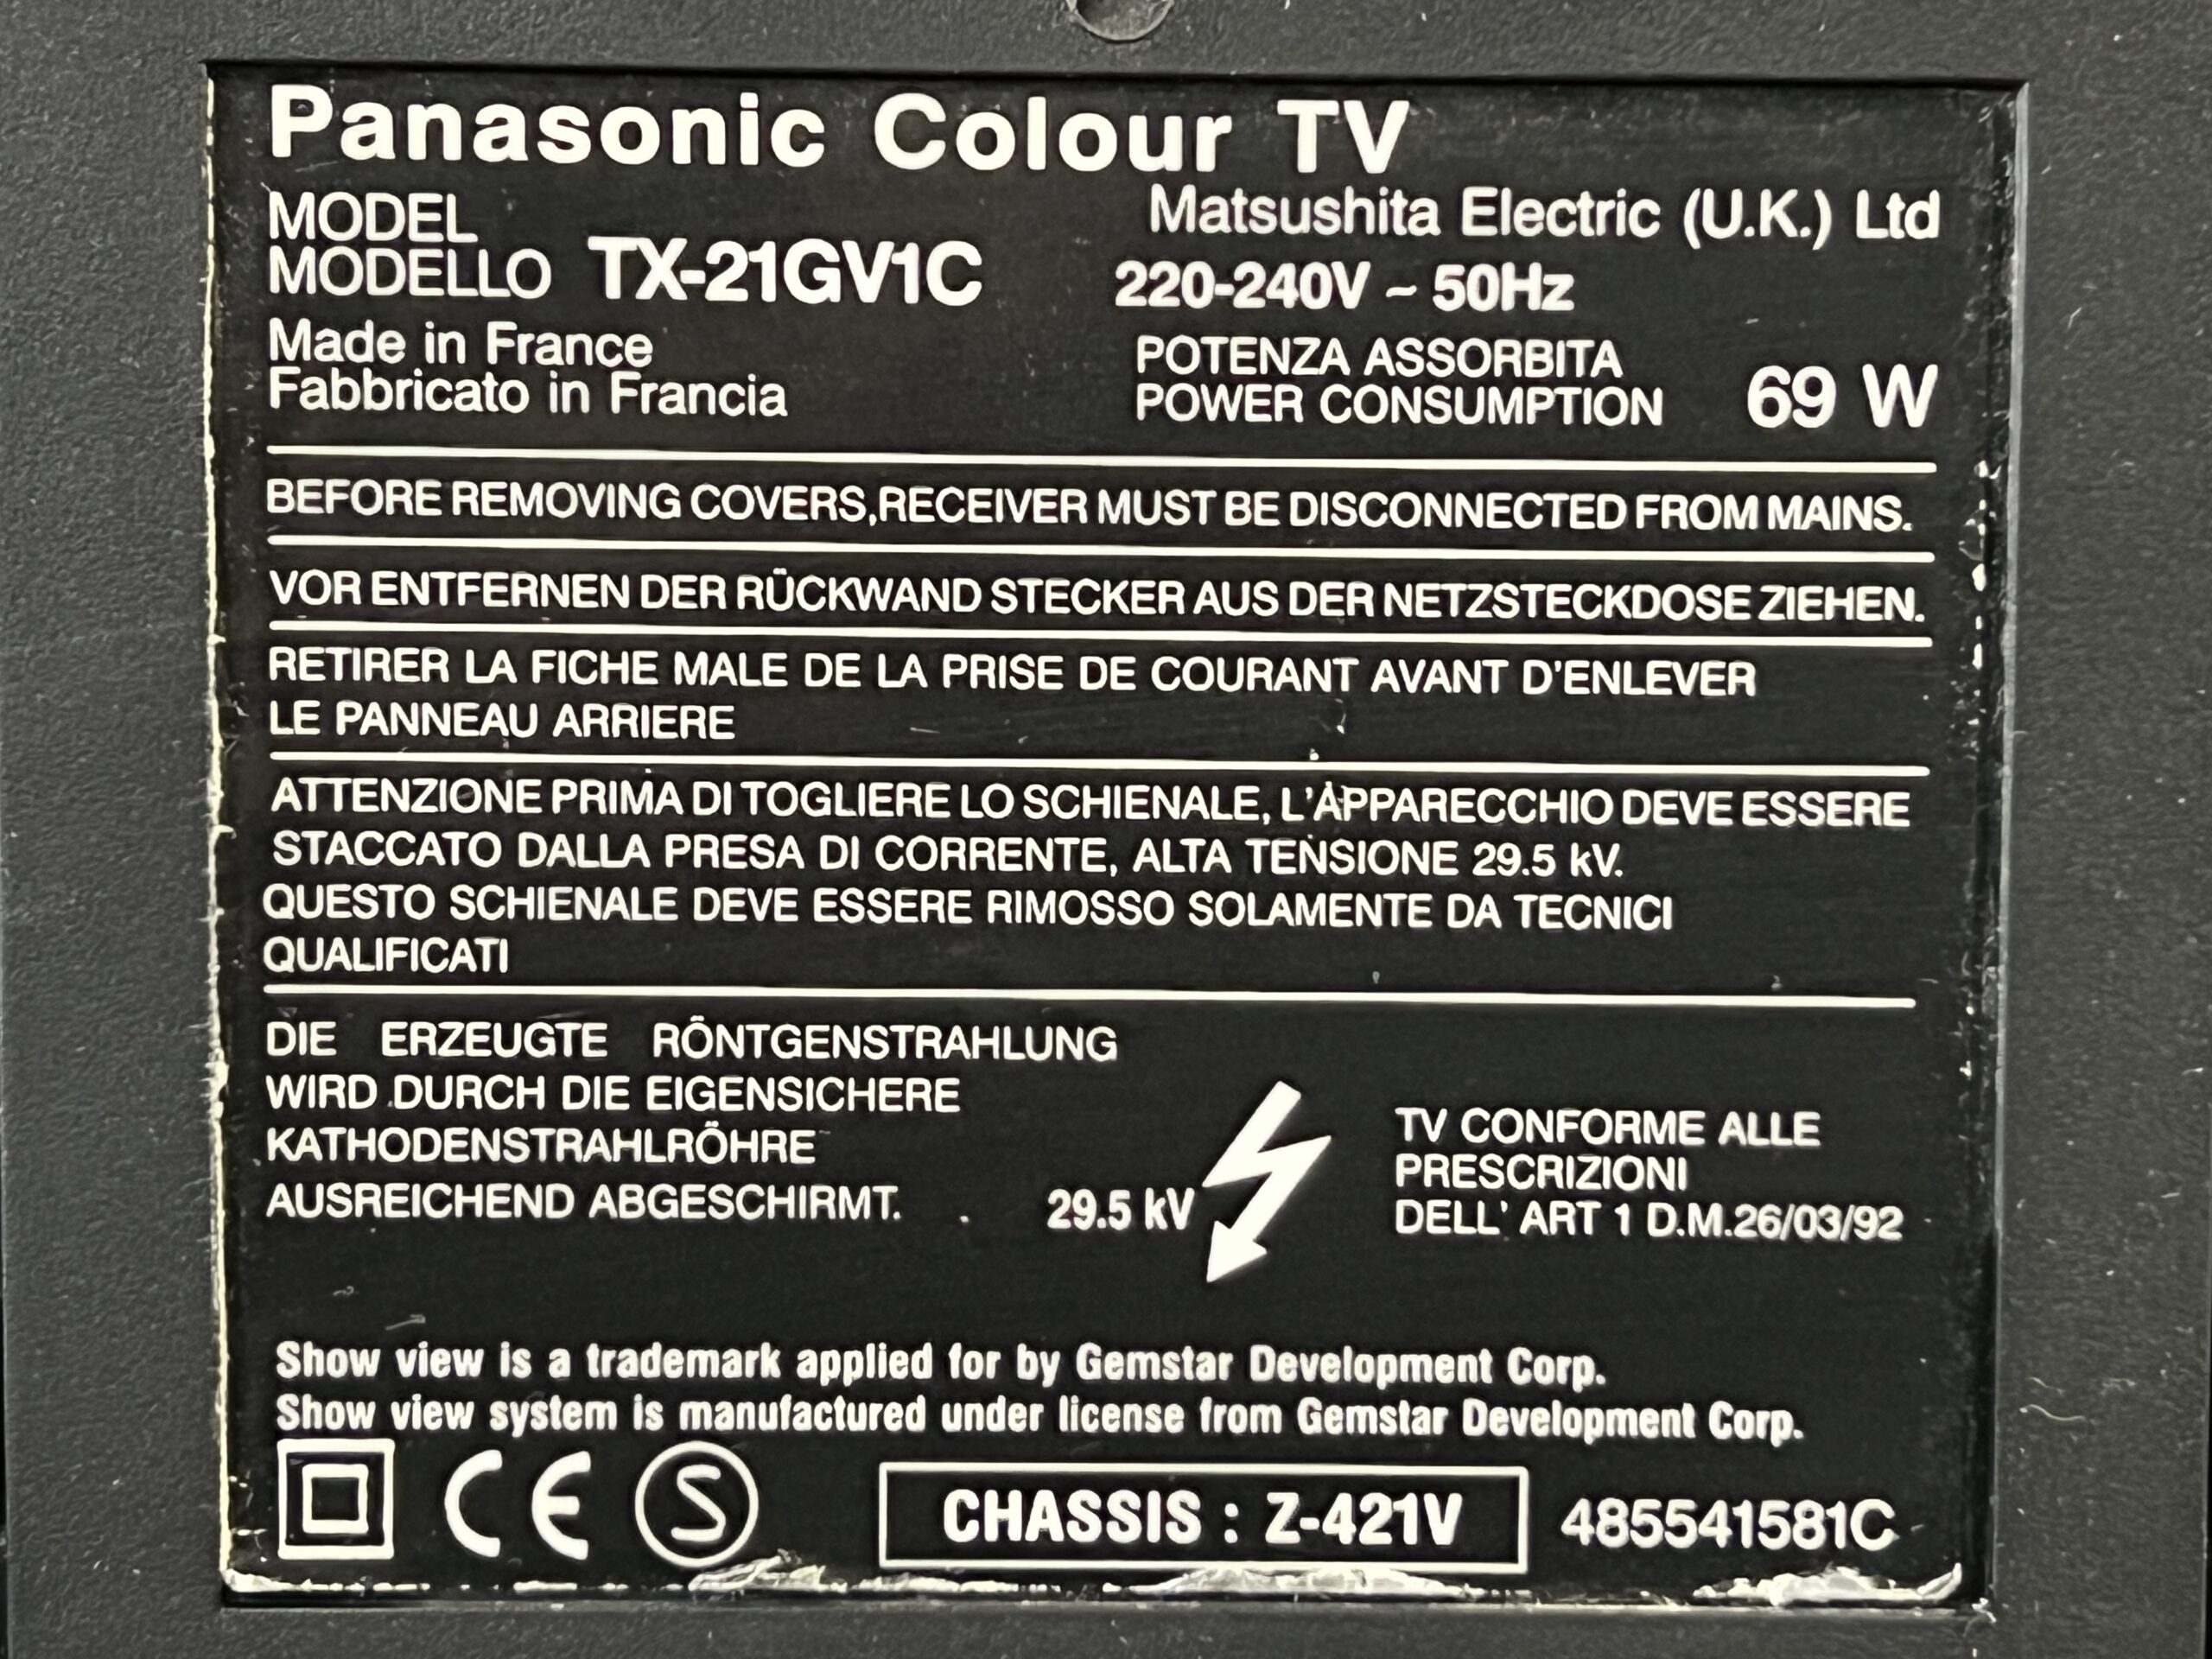 Panasonic Colour TV
MODEL
MODELLO TX-21GV1C
Made in France
Fabbricato in Francia
Matsushita Electric (U.K.) Ltd
220-240V ~ 50Hz
POTENZA ASSORBITA
POWER CONSUMPTION 69 W
BEFORE REMOVING COVERS,RECEIVER MUST BE DISCONNECTED FROM MAINS.
VOR ENTFERNEN DER RÜCKWAND STECKER AUS DER NETZSTECKDOSE ZIEHEN.
RETIRER LA FICHE MALE DE LA PRISE DE COURANT AVANT D'ENLEVER
LE PANNEAU ARRIERE
ATTENZIONE PRIMA DI TOGLIERE LO SCHIENALE, L'APPARECCHIO DEVE ESSERE
STACCATO DALLA PRESA DI CORRENTE, ALTA TENSIONE 29.5 kV.
QUESTO SCHIENALE DEVE ESSERE RIMOSSO SOLAMENTE DA TECNICI
QUALIFICATI
DIE ERZEUGTE RÖNTGENSTRAHLUNG
WIRD DURCH DIE EIGENSICHERE
KATHODENSTRAHLRÖHRE
AUSREICHEND ABGESCHIRMT.
29.5 kV
TV CONFORME ALLE
PRESCRIZIONI
DELL' ART 1 D.M.26/03/92
Show view is a trademark applied for by Gemstar Development Corp.
Show view system is manufactured under license from Gemstar Development Corp.
CE S CHASSIS : Z-421V 485541581C